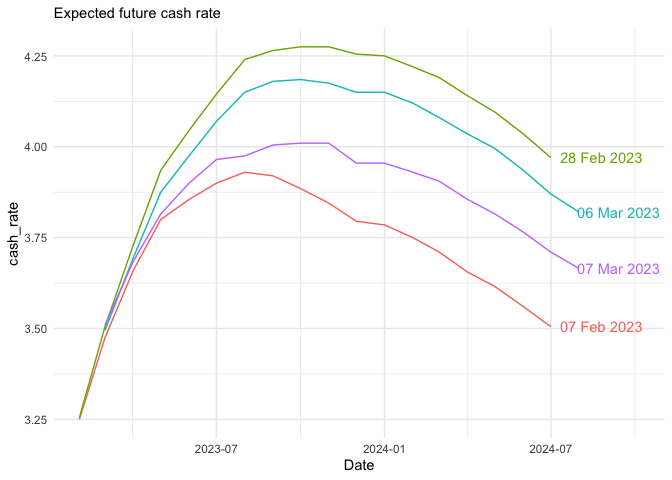 Expected future cash rate
4.25
4.00
3.75
3.50
3.25
cash_rate
28 Feb 2023
06 Mar 2023
07 Mar 2023
07 Feb 2023
2023-07
2024-01
2024-07
Date